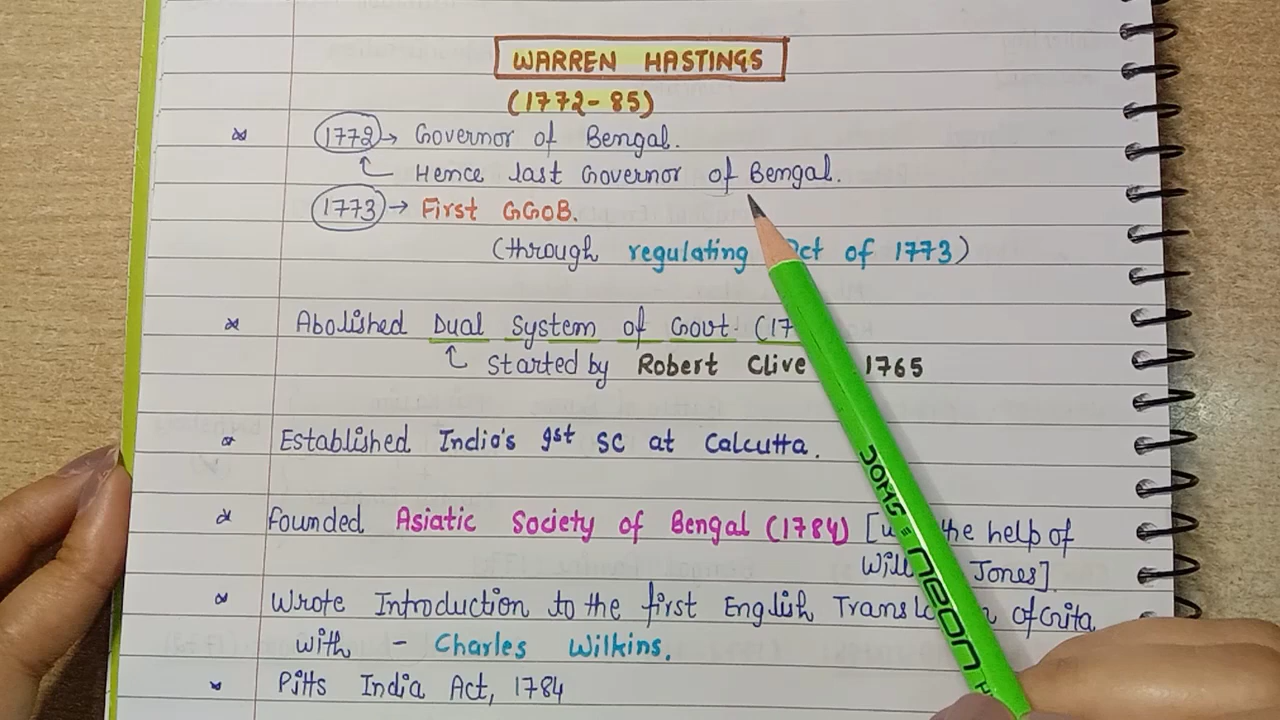 WARREN HASTINGS
(1772-85)
* 1772 → Governor of Bengal.
Hence last Governor of Bengal.
1773 → First GGOB.
(through regulating Act of 1773)
* Abolished Dual System of Govt. (17
Started by Robert Clive 1765
* Established India's 1st SC at Calcutta.
* Founded Asiatic Society of Bengal (1784) [ the help of
Jones].
* Wrote Introduction to the first English of Gita
with - Charles Wilkins.
* Pitts India Act, 1784
DOMS NEON